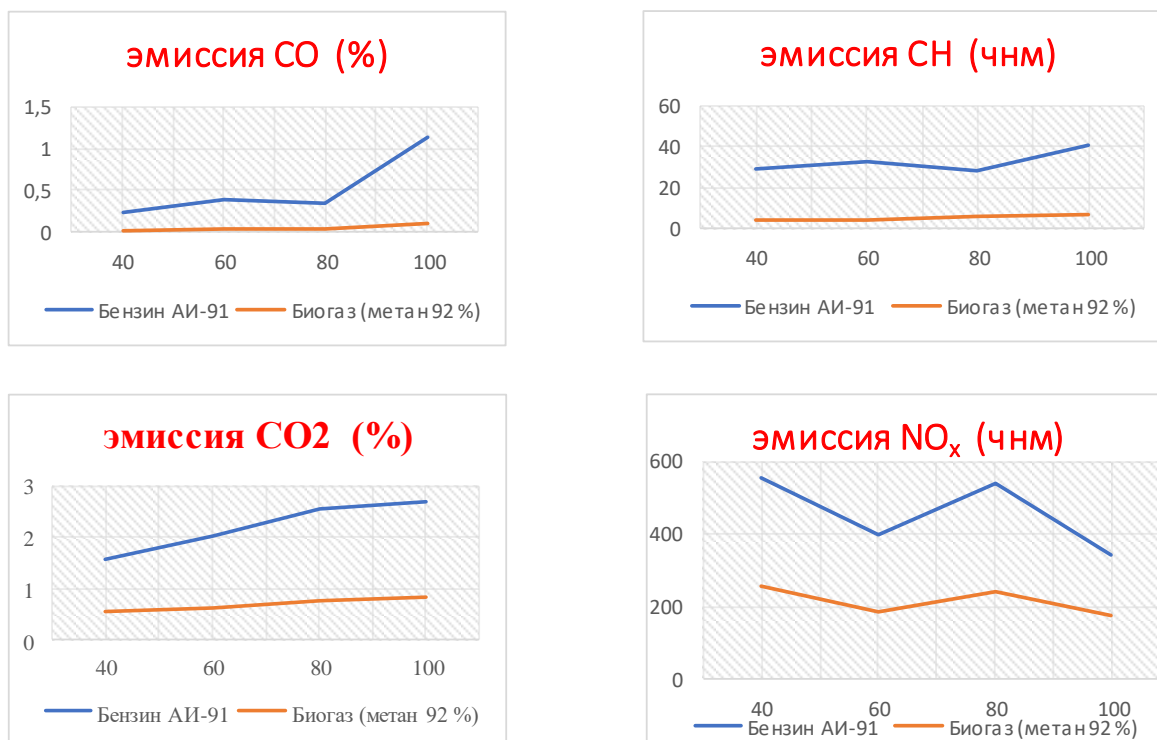 эмиссия CO (%)
1,5
1
0,5
0
40 60 80 100
Бензин АИ-91 Биогаз (метан 92 %)
эмиссия CH (чнм)
60
40
20
0
40 60 80 100
Бензин АИ-91 Биогаз (метан 92 %)
эмиссия CO2 (%)
3
2
1
0
40 60 80 100
Бензин АИ-91 Биогаз (метан 92 %)
эмиссия NOx (чнм)
600
400
200
0
40 60 80 100
Бензин АИ-91 Биогаз (метан 92 %)